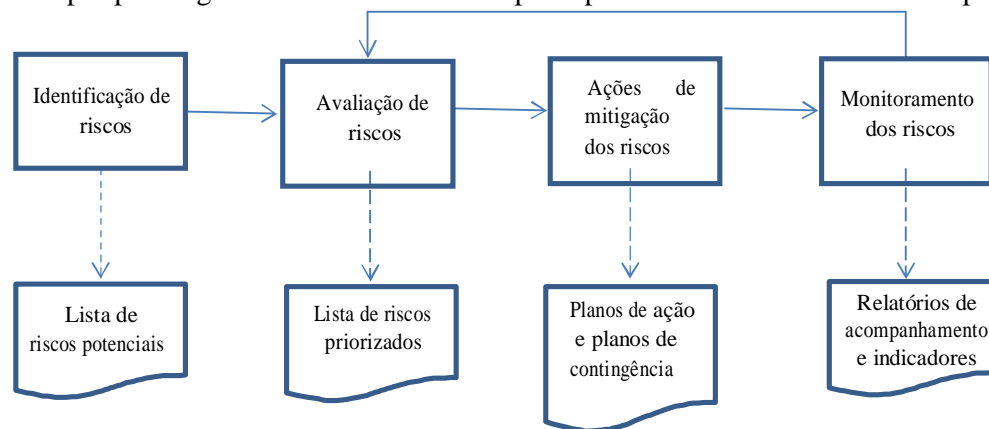 Identificação de
riscos
Avaliação de
riscos
Ações de
mitigação
dos riscos
Monitoramento
dos riscos
Lista de
riscos potenciais
Lista de riscos
priorizados
Planos de ação
e planos de
contingência
Relatórios de
acompanhamento
e indicadores